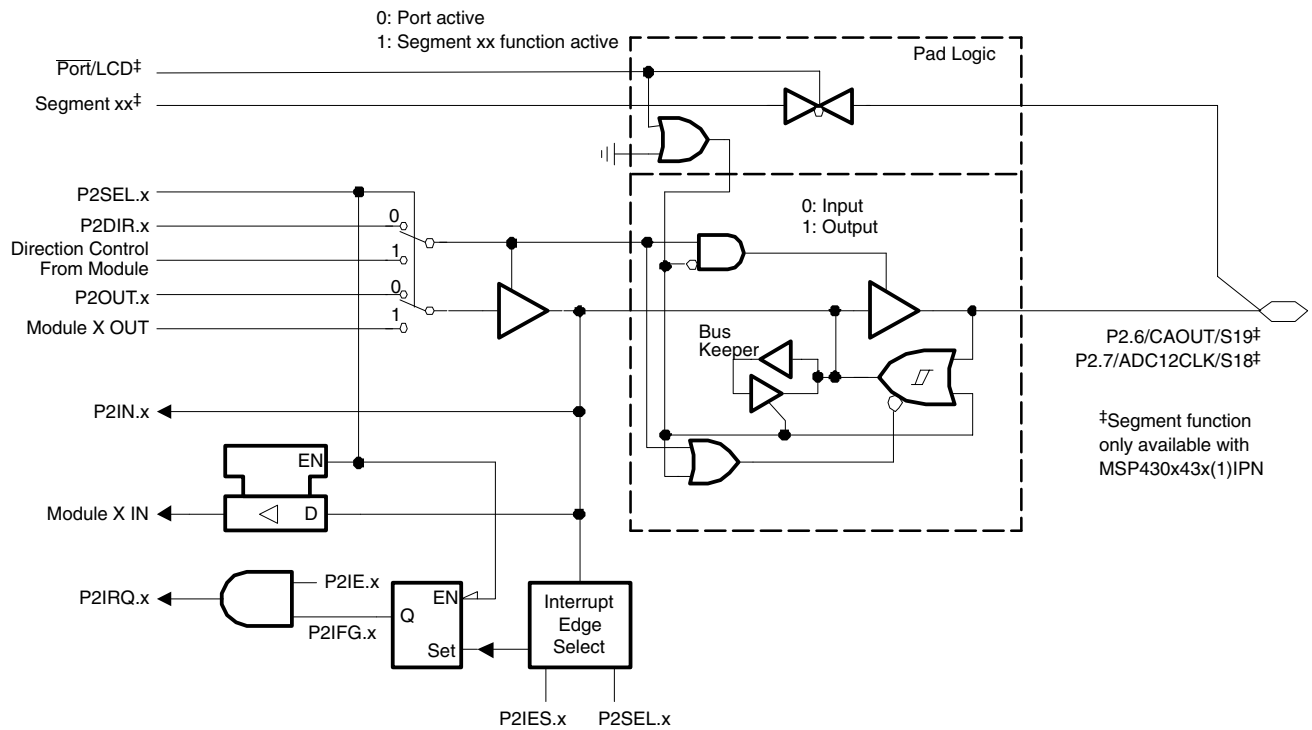 0: Port active
1: Segment xx function active
Pad Logic
Port/LCD‡
Segment xx‡
P2SEL.x
P2DIR.x
0
Direction Control
From Module
1
P2OUT.x
0
Module X OUT
1
0: Input
1: Output
Bus
Keeper
P2.6/CAOUT/S19‡
P2.7/ADC12CLK/S18‡
P2IN.x
‡Segment function
only available with
MSP430x43x(1)IPN
EN
Module X IN
D
P2IE.x
P2IRQ.x
P2IFG.x
EN
Q
Set
Interrupt
Edge
Select
P2IES.x
P2SEL.x